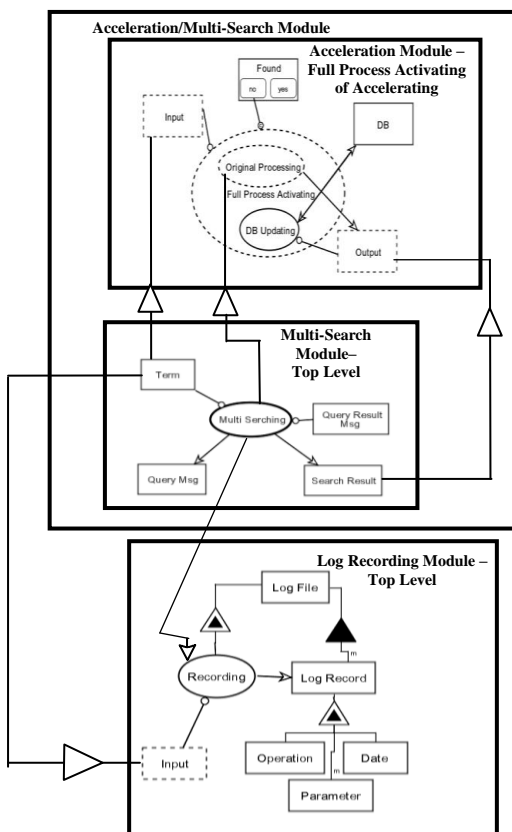 Acceleration/Multi-Search Module
Acceleration Module –
Full Process Activating
of Accelerating
Found
no
yes
Input
DB
Original Processing
Full Process Activating
DB Updating
Output
Multi-Search
Module–
Top Level
Term
Multi Serching
Query Result
Msg
Query Msg
Search Result
Log Recording Module –
Top Level
Log File
m
Recording
Log Record
Input
Operation
Date
m
Parameter